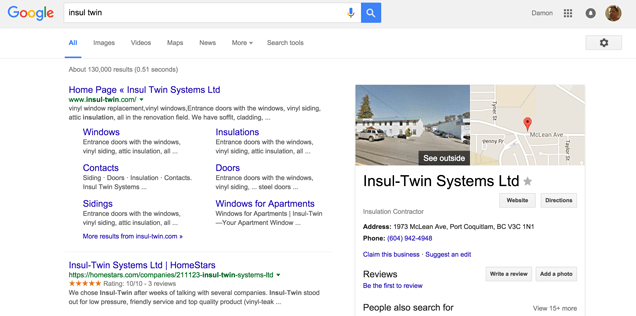 Google
insul twin
Damon
All Images Videos Maps News More Search tools
About 130,000 results (0.51 seconds)
Home Page « Insul Twin Systems Ltd
www.insul-twin.com/
vinyl window replacement,vinyl windows,Entrance doors with the windows, vinyl siding,
attic insulation, all in the renovation field. We have soffit, cladding, ...
Windows
Entrance doors with the windows,
vinyl siding, attic insulation, all ...
Insulations
Entrance doors with the windows,
vinyl siding, attic insulation, all ...
Contacts
Siding · Doors · Insulation · Contacts.
Insul Twin Systems ...
Doors
Entrance doors with the windows,
vinyl siding, ... steel doors ...
Sidings
Entrance doors with the windows,
vinyl siding, attic insulation, all ...
Windows for Apartments
Windows for Apartments | Insul-Twin
—Your Apartment Window ...
More results from insul-twin.com »
Insul-Twin Systems Ltd | HomeStars
https://homestars.com/companies/211123-insul-twin-systems-ltd
Rating: 10/10 - 3 reviews
We chose Insul-Twin after weeks of talking with several companies. Insul-Twin stood
out for low pressure, friendly service and top quality product (vinyl-teak ...
See outside
Tyner St
McLean Ave
Henry Pl
Taylor St
Insul-Twin Systems Ltd
Website
Directions
Insulation Contractor
Address: 1973 McLean Ave, Port Coquitlam, BC V3C 1N1
Phone: (604) 942-4948
Claim this business · Suggest an edit
Reviews
Write a review
Add a photo
Be the first to review
People also search for
View 15+ more